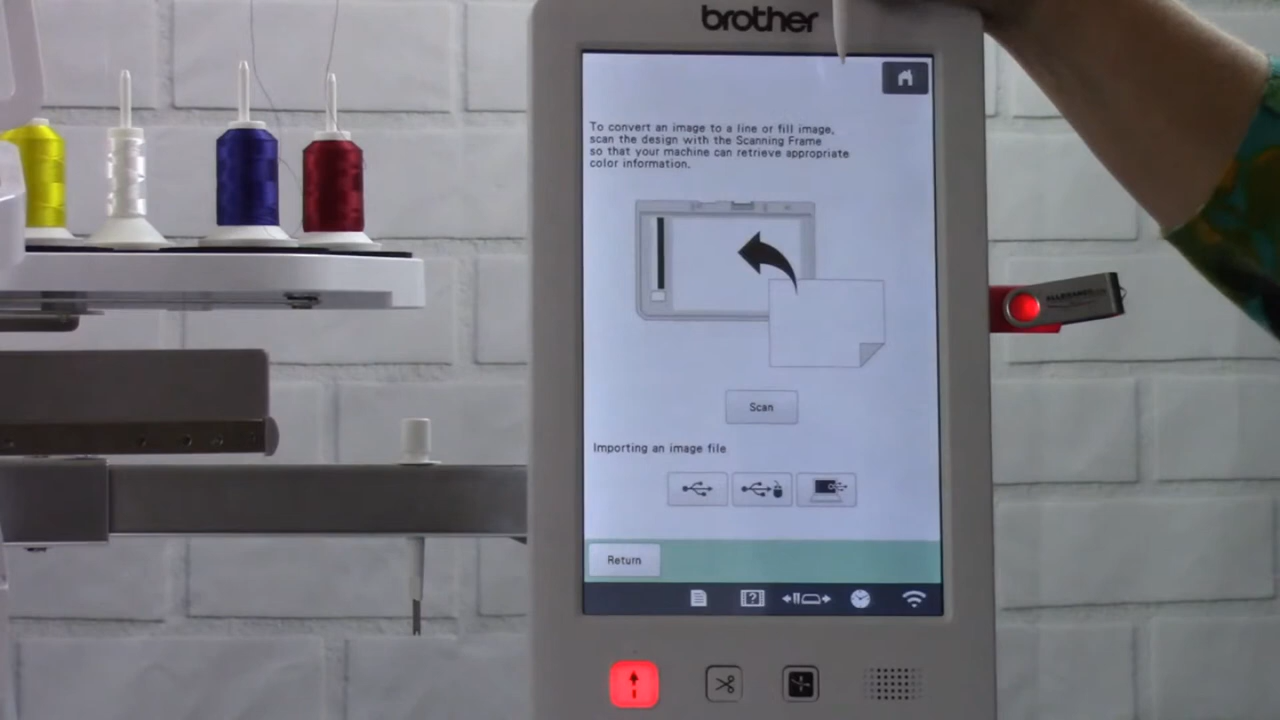 brother
To convert an image to a line or fill image,
scan the design with the Scanning Frame
so that your machine can retrieve appropriate
color information.
Scan
Importing an image file
Return